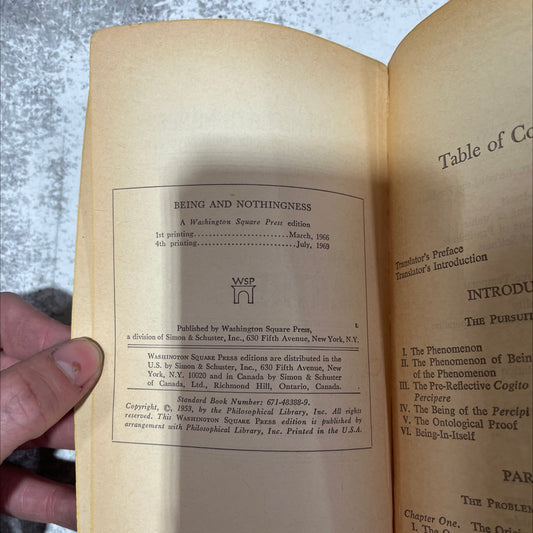 BEING AND NOTHINGNESS
A Washington Square Press edition
1st printing.......................March, 1966
4th printing.......................July, 1969
WSP
L
Published by Washington Square Press,
a division of Simon & Schuster, Inc., 630 Fifth Avenue, New York, N.Y.
WASHINGTON SQUARE PRESS editions are distributed in the
U.S. by Simon & Schuster, Inc., 630 Fifth Avenue, New
York, N.Y. 10020 and in Canada by Simon & Schuster
of Canada, Ltd., Richmond Hill, Ontario, Canada.
Standard Book Number: 671-48388-9.
Copyright, ©, 1953, by the Philosophical Library, Inc. All rights
reserved. This WASHINGTON SQUARE PRESS edition is published by
arrangement with Philosophical Library, Inc. Printed in the U.S.A.
Table of Co
Translator's Preface
Translator's Introduction
INTRODU
THE PURSUIT
I. The Phenomenon
II. The Phenomenon of Being
of the Phenomenon
III. The Pre-Reflective Cogito
Percipere
IV. The Being of the Percipi
V. The Ontological Proof
VI. Being-In-Itself
PAR
THE PROBLEM
Chapter One. The Origi